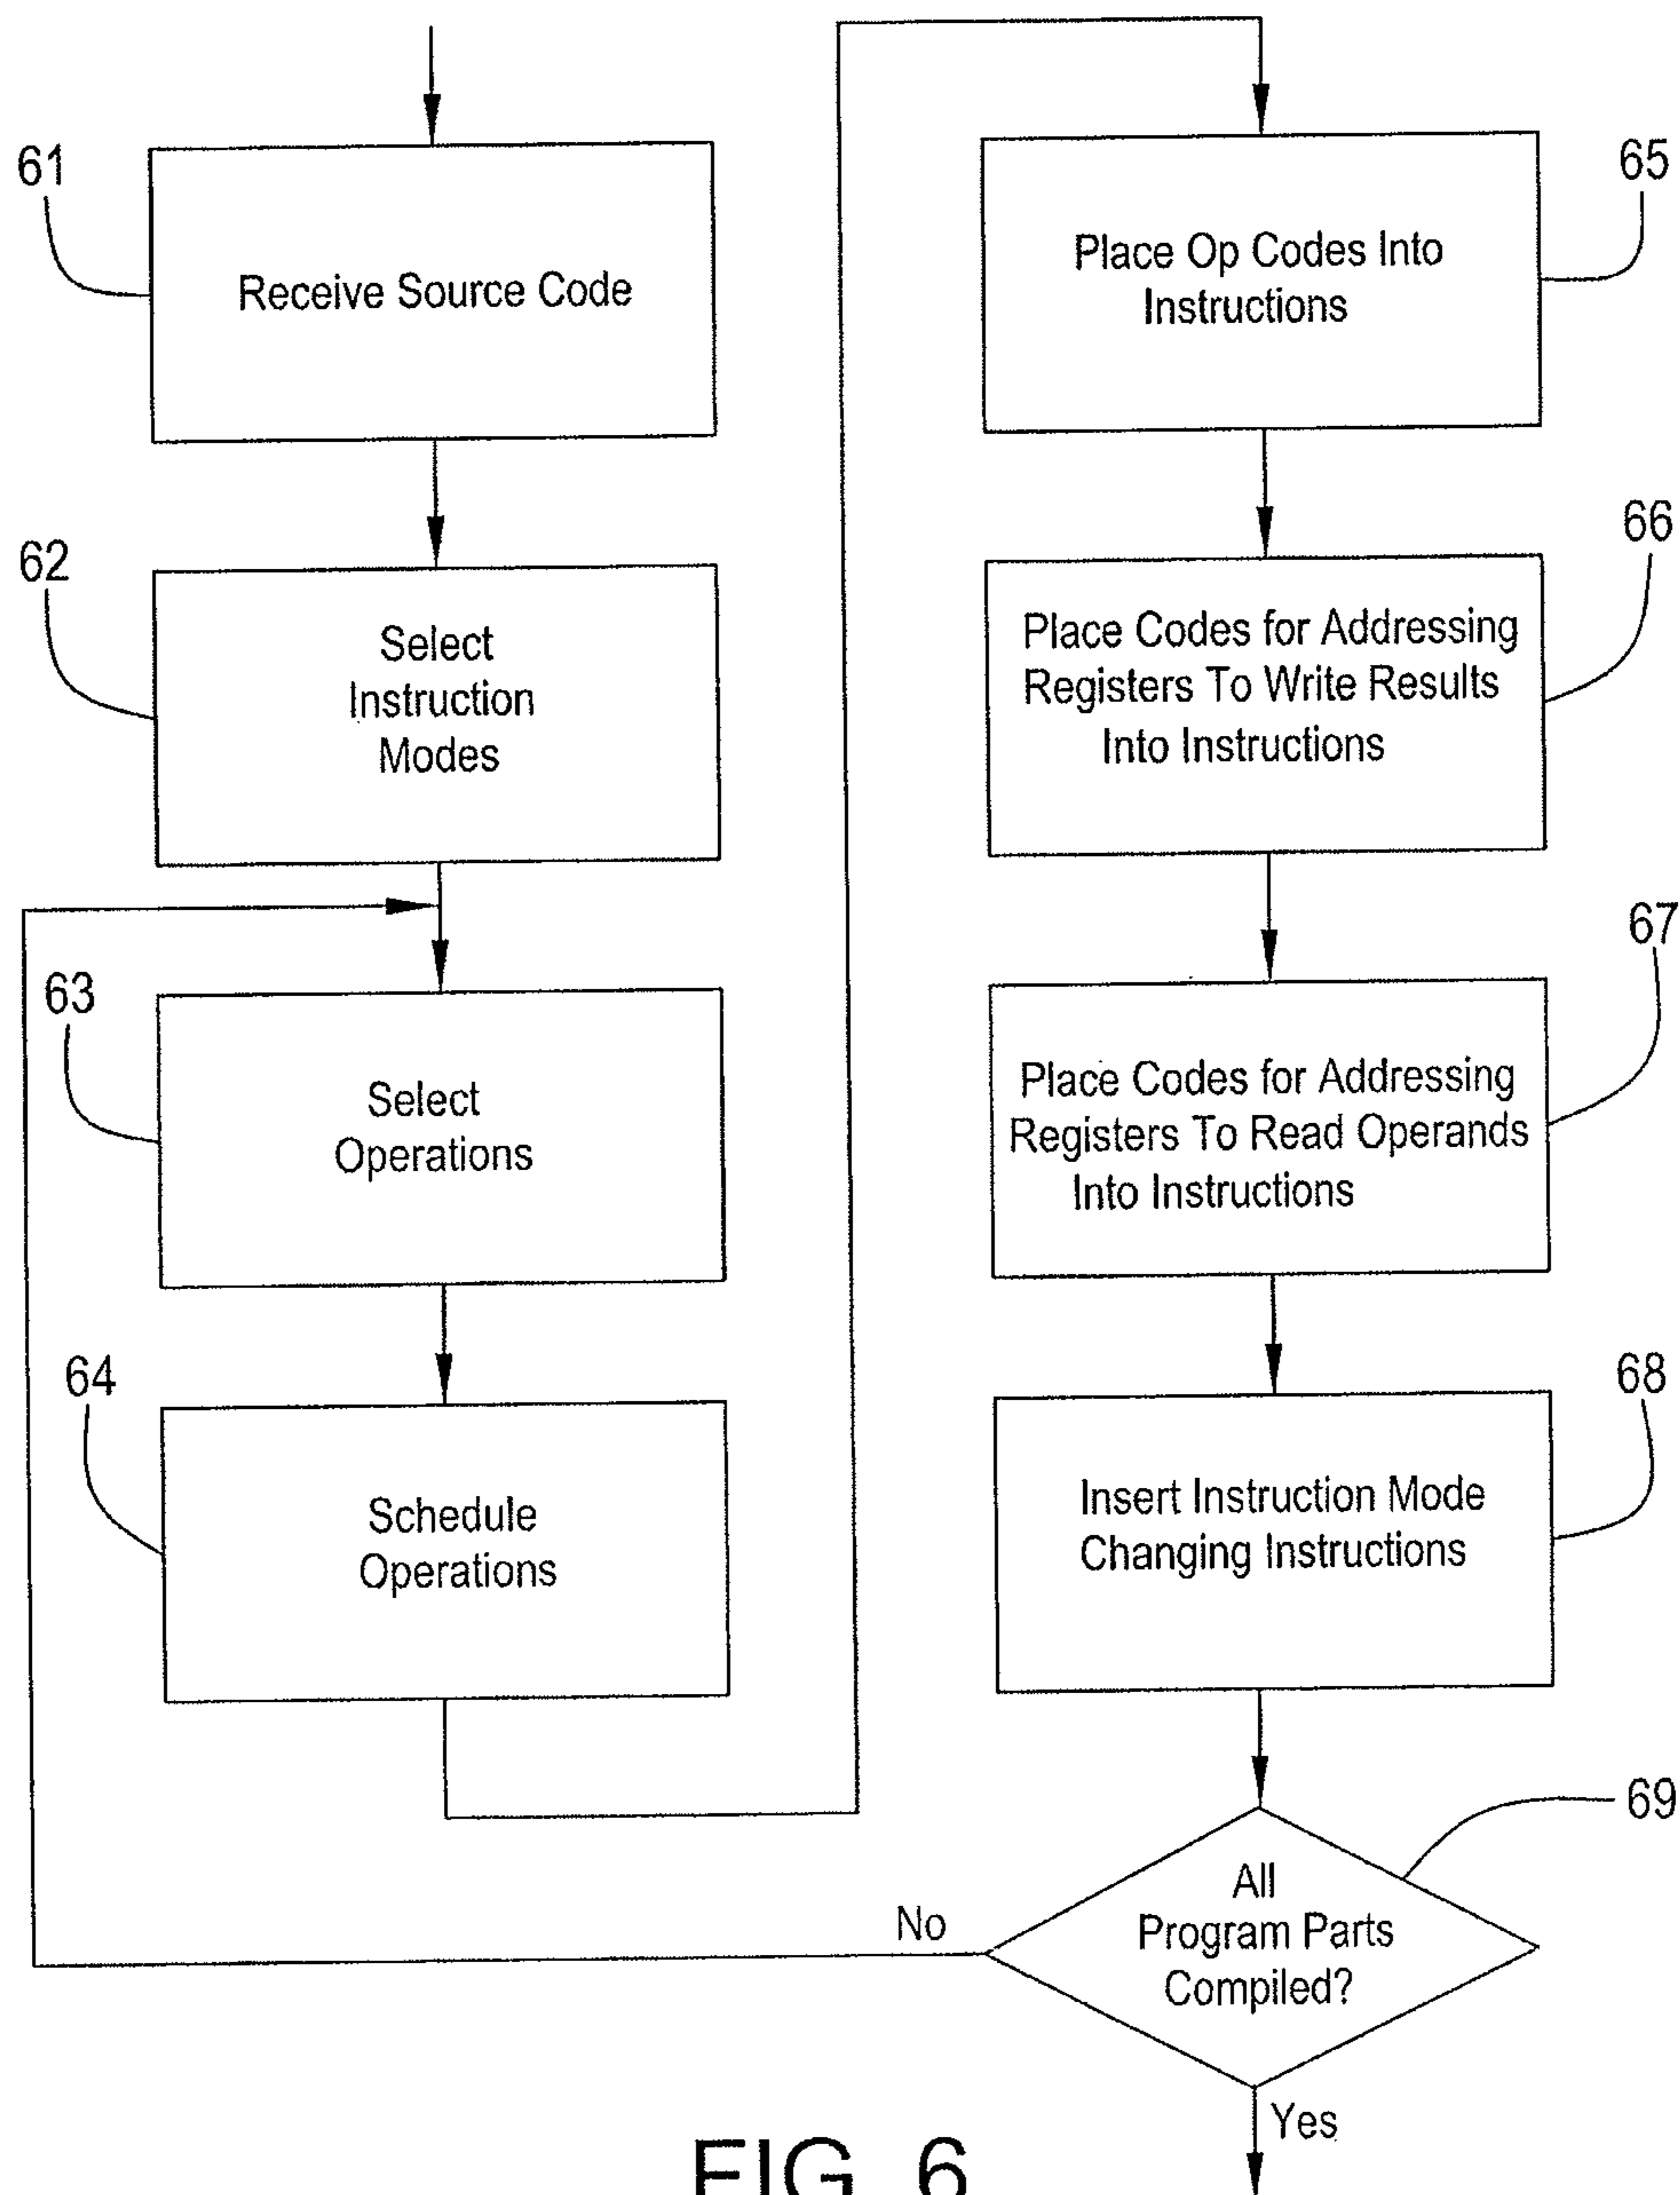 61
Receive Source Code
62
Select
Instruction
Modes
63
Select
Operations
64
Schedule
Operations
65
Place Op Codes Into
Instructions
66
Place Codes for Addressing
Registers To Write Results
Into Instructions
67
Place Codes for Addressing
Registers To Read Operands
Into Instructions
68
Insert Instruction Mode
Changing Instructions
69
All
Program Parts
Compiled?
No
Yes
FIG. 6